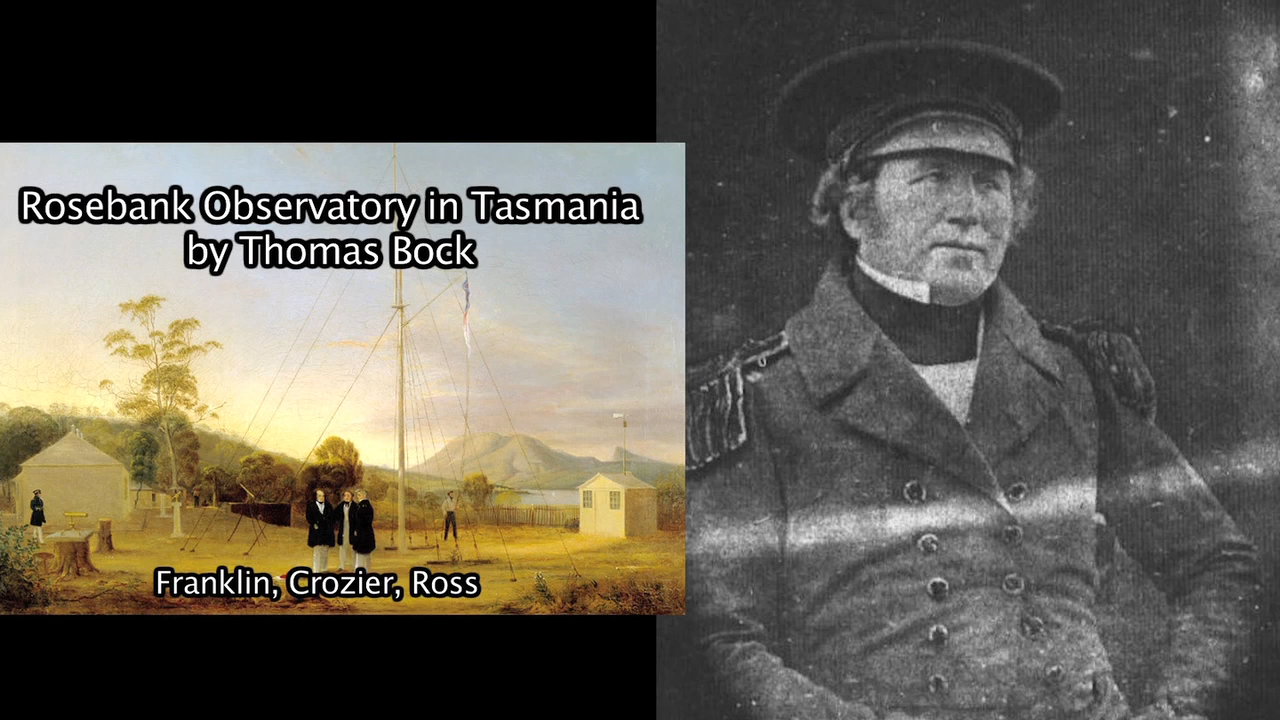 Rosebank Observatory in Tasmania
by Thomas Bock
Franklin, Crozier, Ross